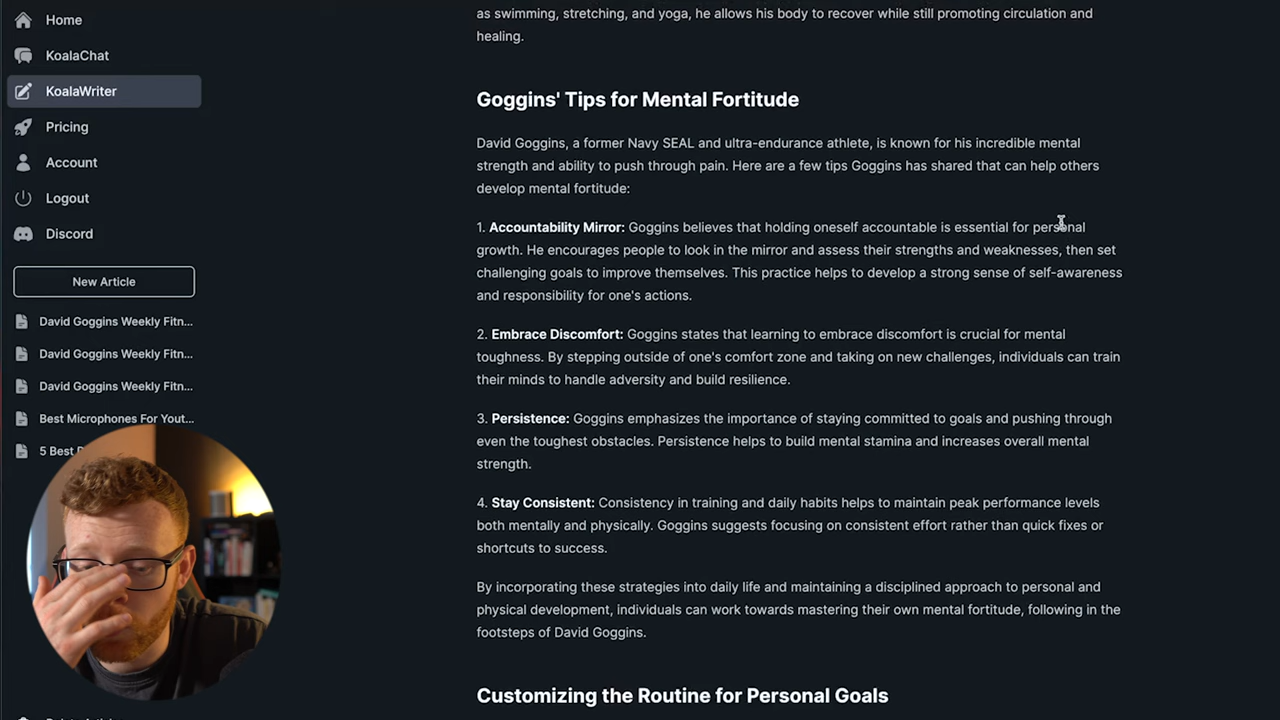 Home
KoalaChat
KoalaWriter
Pricing
Account
Logout
Discord
New Article
David Goggins Weekly Fitn...
David Goggins Weekly Fitn...
David Goggins Weekly Fitn...
Best Microphones For Yout...
5 Best
as swimming, stretching, and yoga, he allows his body to recover while still promoting circulation and
healing.
Goggins' Tips for Mental Fortitude
David Goggins, a former Navy SEAL and ultra-endurance athlete, is known for his incredible mental
strength and ability to push through pain. Here are a few tips Goggins has shared that can help others
develop mental fortitude:
1. Accountability Mirror: Goggins believes that holding oneself accountable is essential for personal
growth. He encourages people to look in the mirror and assess their strengths and weaknesses, then set
challenging goals to improve themselves. This practice helps to develop a strong sense of self-awareness
and responsibility for one's actions.
2. Embrace Discomfort: Goggins states that learning to embrace discomfort is crucial for mental
toughness. By stepping outside of one's comfort zone and taking on new challenges, individuals can train
their minds to handle adversity and build resilience.
3. Persistence: Goggins emphasizes the importance of staying committed to goals and pushing through
even the toughest obstacles. Persistence helps to build mental stamina and increases overall mental
strength.
4. Stay Consistent: Consistency in training and daily habits helps to maintain peak performance levels
both mentally and physically. Goggins suggests focusing on consistent effort rather than quick fixes or
shortcuts to success.
By incorporating these strategies into daily life and maintaining a disciplined approach to personal and
physical development, individuals can work towards mastering their own mental fortitude, following in the
footsteps of David Goggins.
Customizing the Routine for Personal Goals